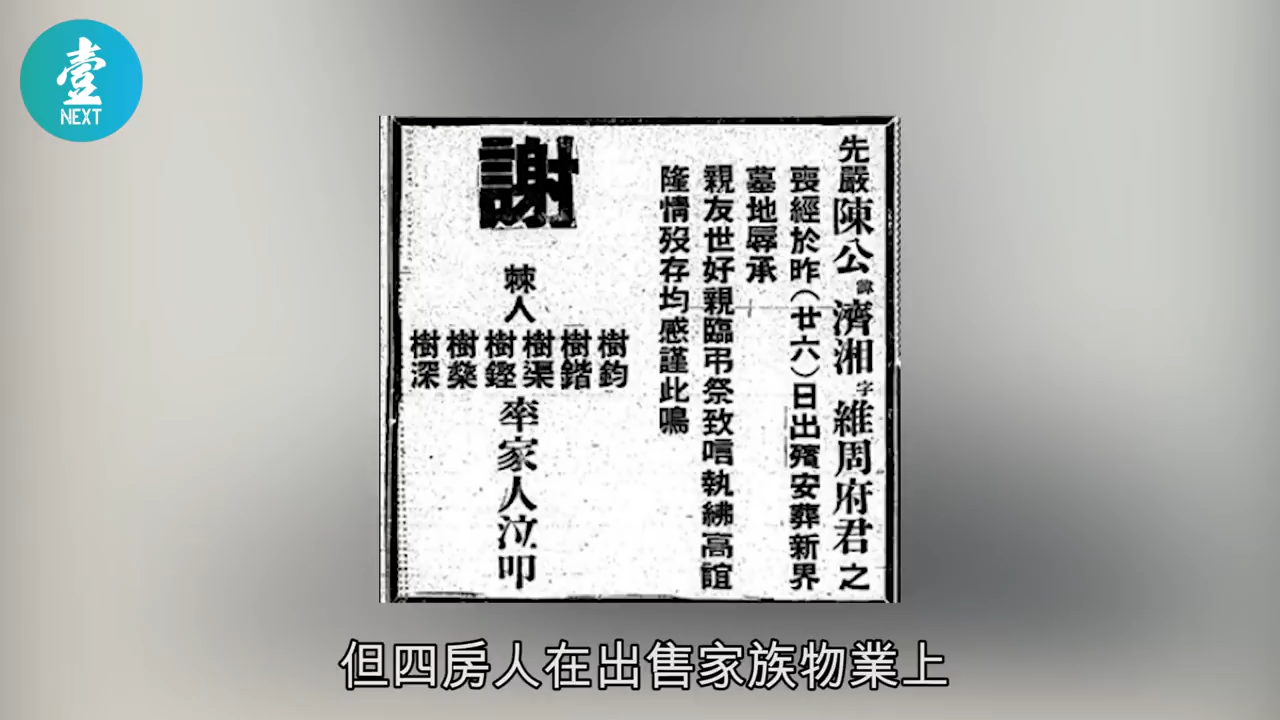 壹
NEXT
先嚴陳公諱濟湘字維周府君之
喪經於昨(廿六)日出殯安葬新界
墓地辱承
親友世好親臨弔祭致唁執紼高誼
隆情歿存均感謹此鳴
謝
棘人
樹鈞
樹鍇
樹渠
樹鏗
樹燊
樹深
率家人泣叩
但四房人在出售家族物業上